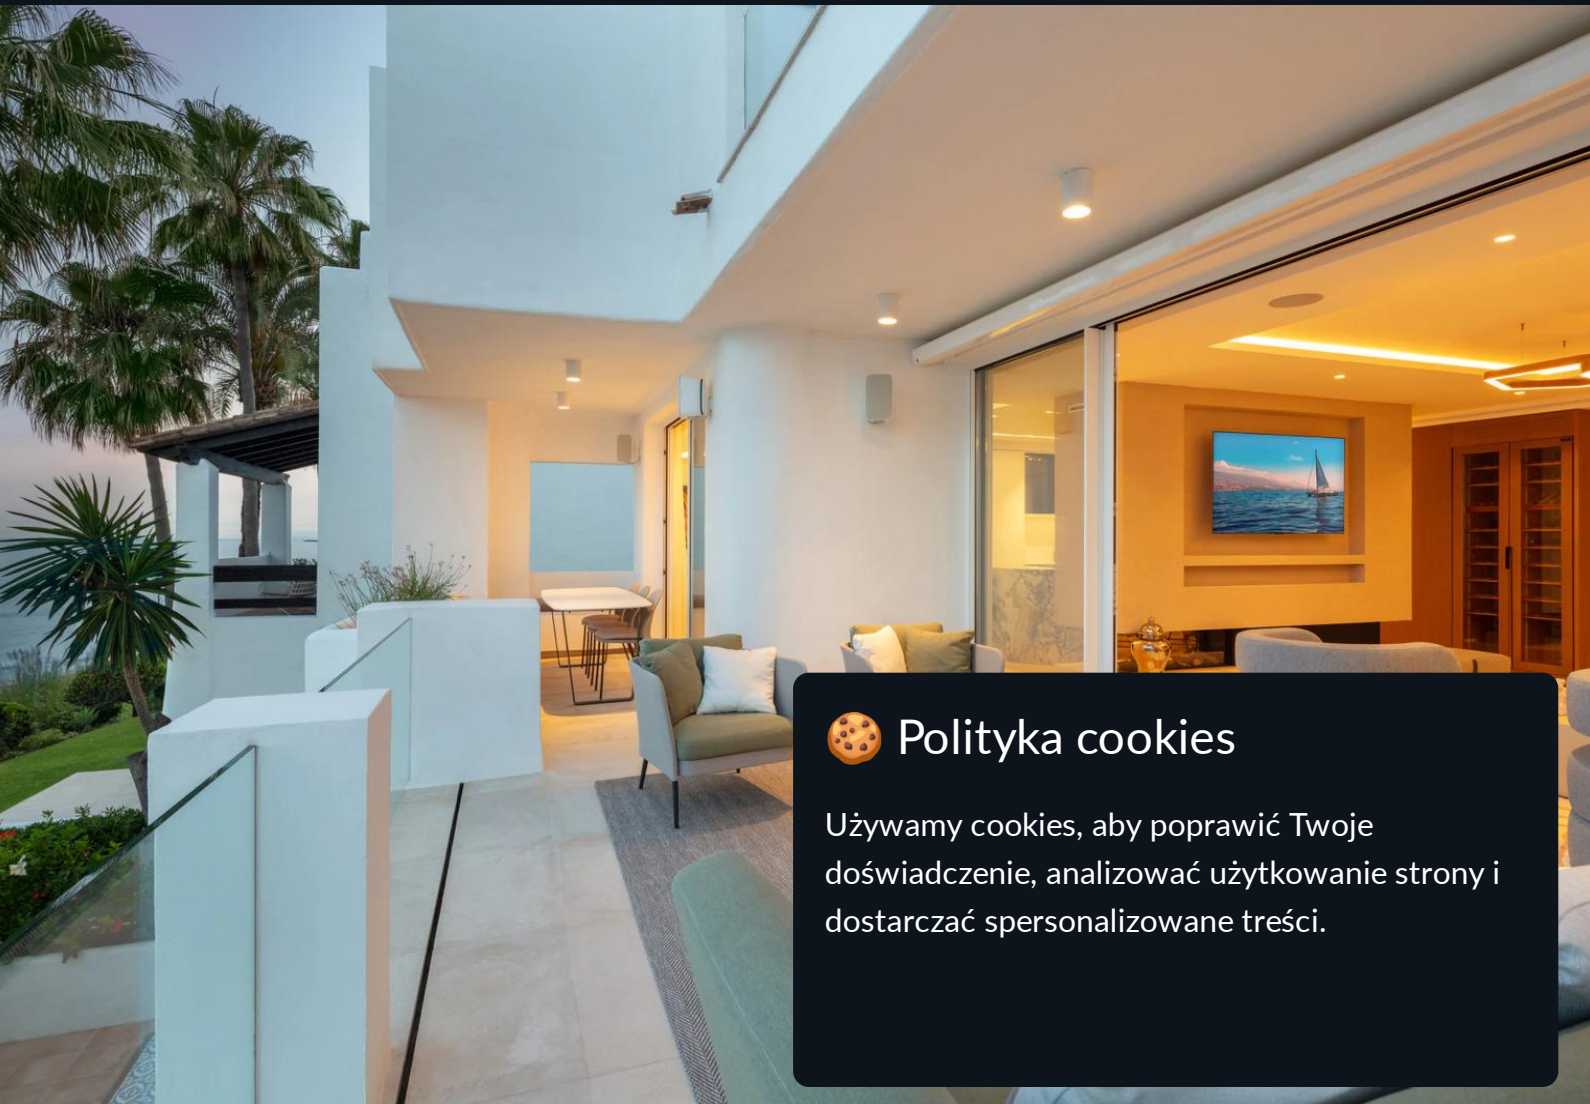 🍪 Polityka cookies
Używamy cookies, aby poprawić Twoje
doświadczenie, analizować użytkowanie strony i
dostarczać spersonalizowane treści.